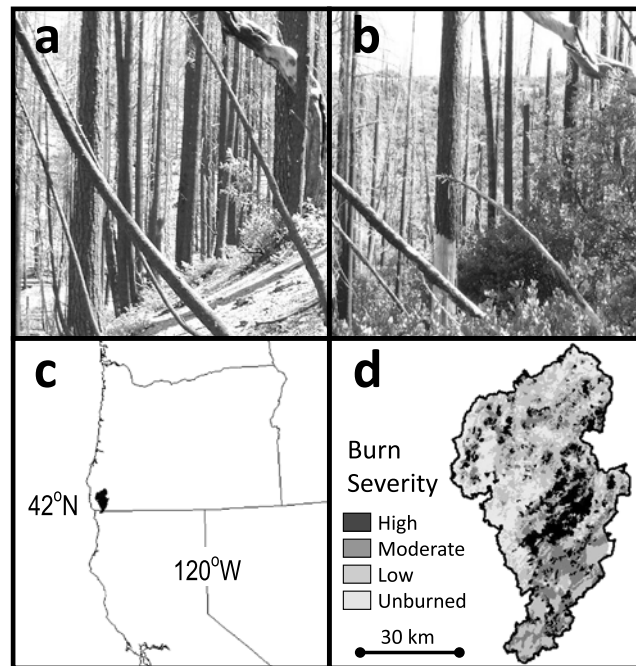 a
b
c
42°N
120°W
d
Burn
Severity
High
Moderate
Low
Unburned
30 km